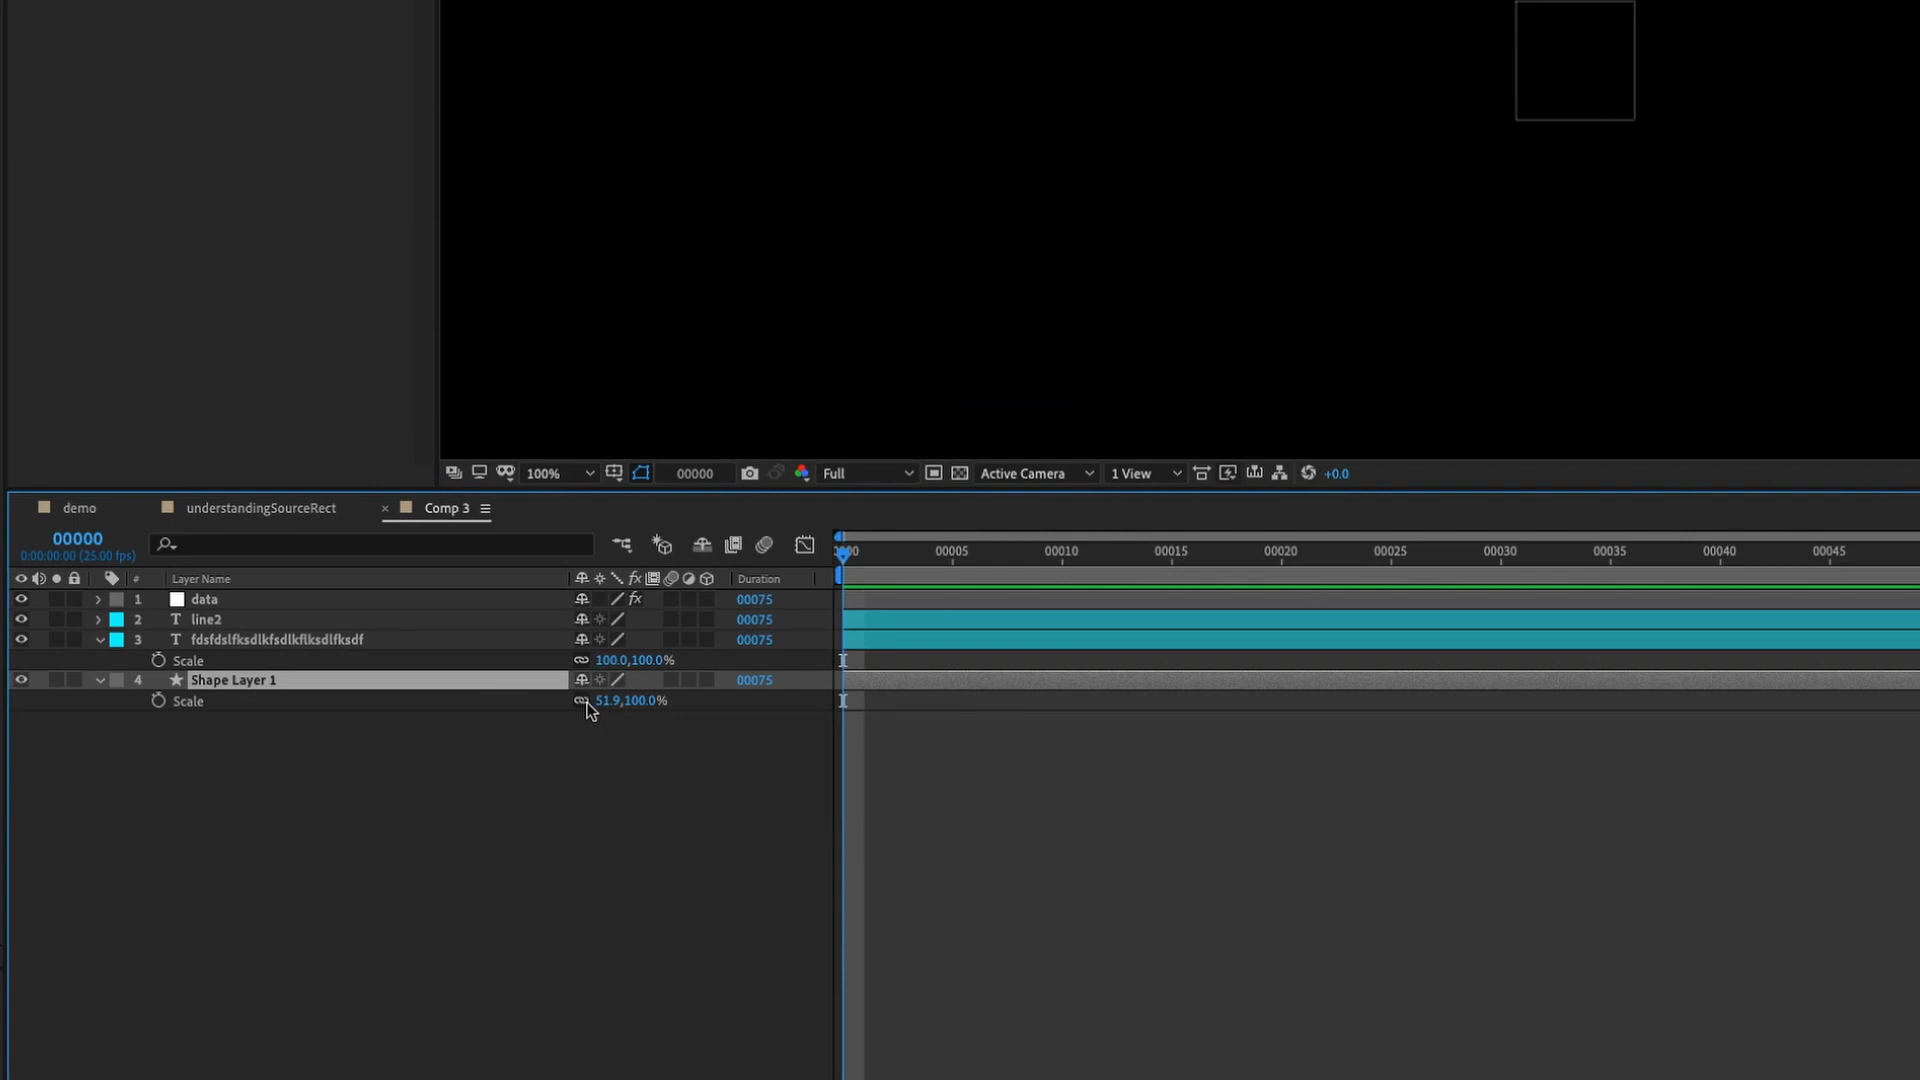 100%
00000
Full
Active Camera
1 View
+0.0
demo
understandingSourceRect
× Comp 3
00000
0:00:00:00 (25.00 fps)
00005 00010 00015 00020 00025 00030 00035 00040 00045
# Layer Name fx Duration
1 data fx 00075
2 T line2 00075
3 T fdsfdslfksdlkfsdlkflksdlfksdf 00075
Scale 100.0,100.0%
4 Shape Layer 1 00075
Scale 51.9,100.0%